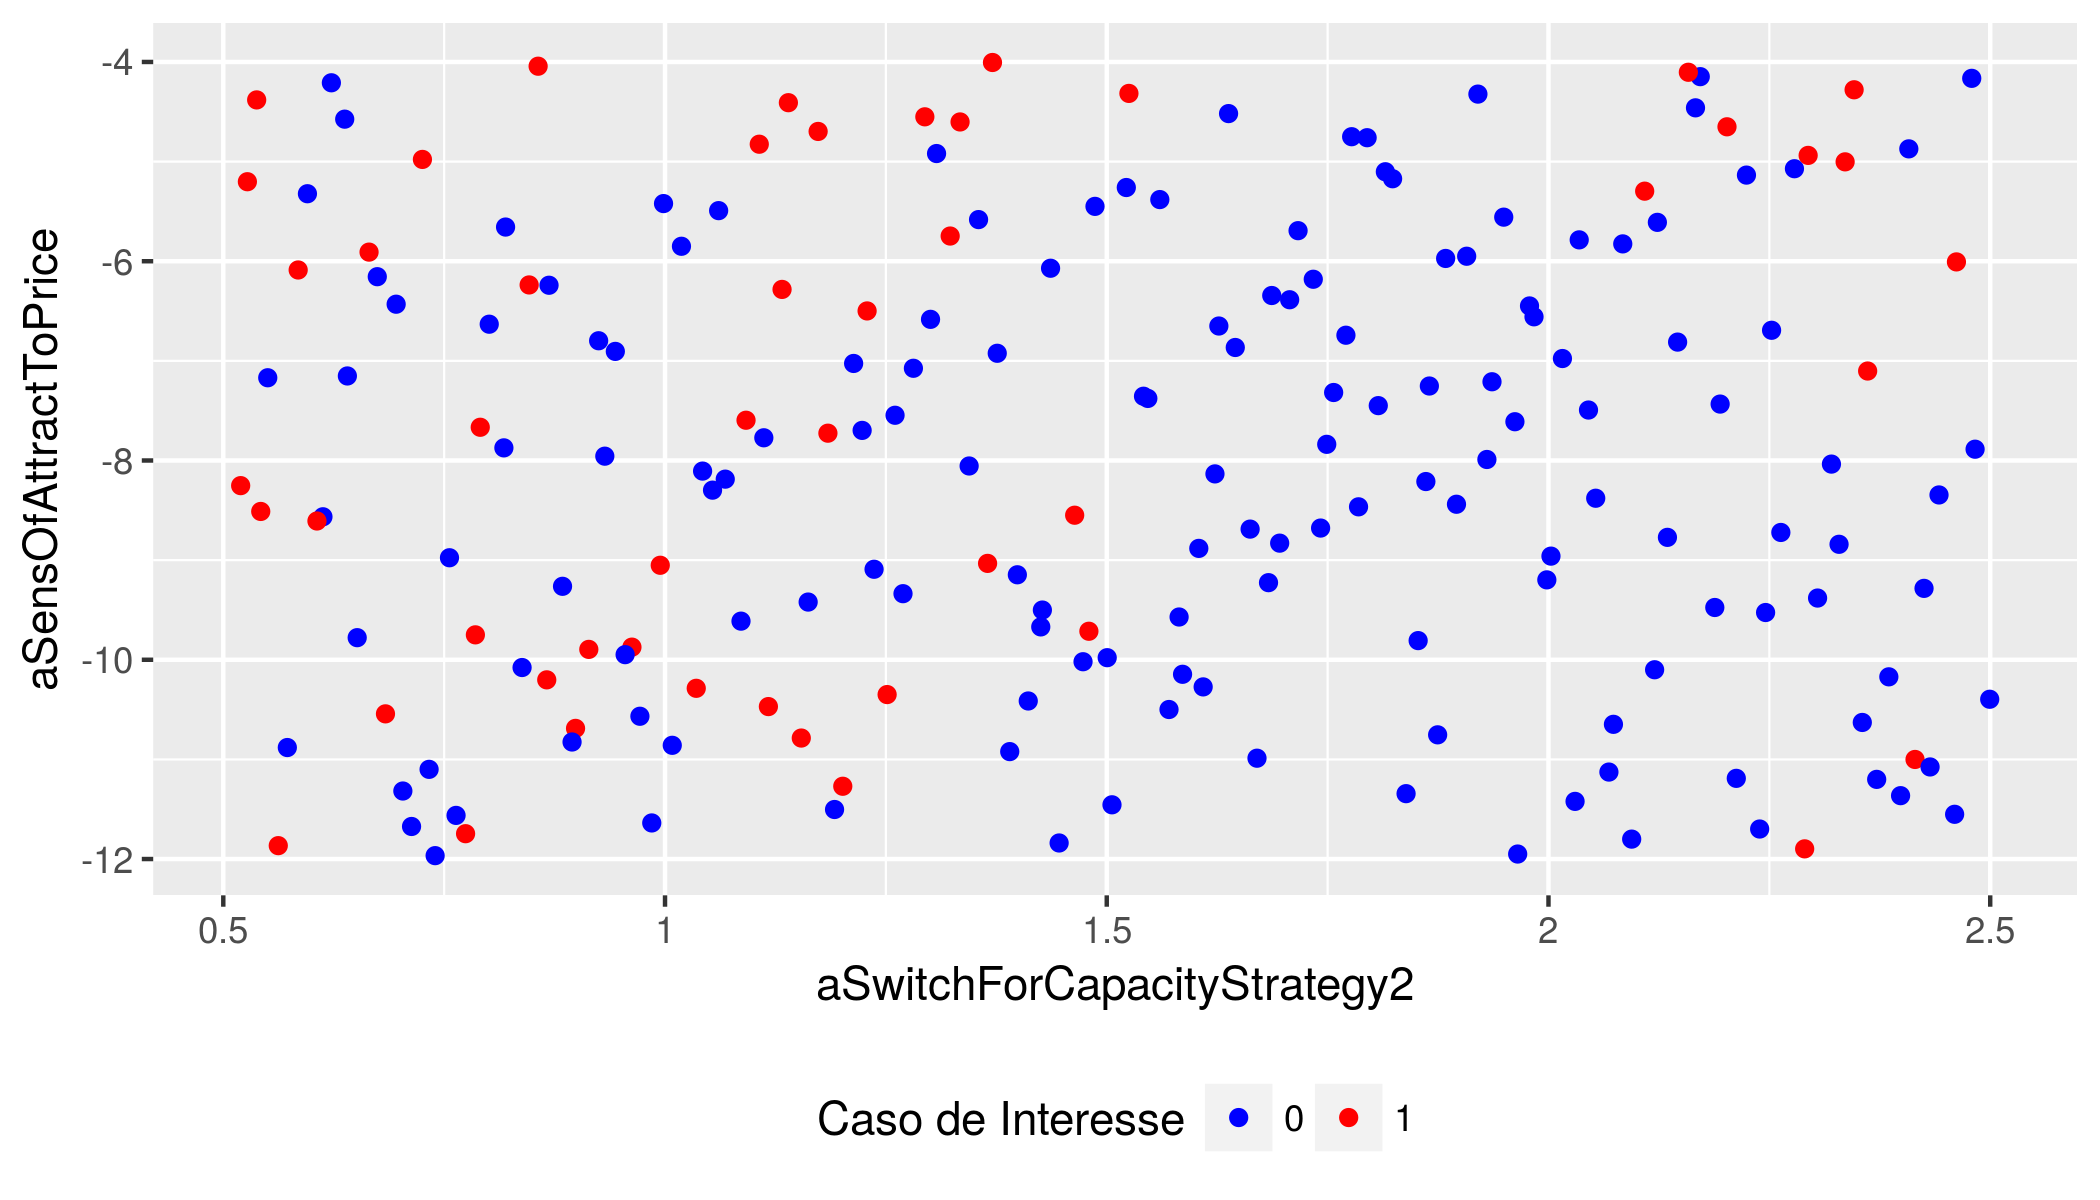 aSensOfAttractToPrice
-4
-6
-8
-10
-12
0.5 1 1.5 2 2.5
aSwitchForCapacityStrategy2
Caso de Interesse 0 1